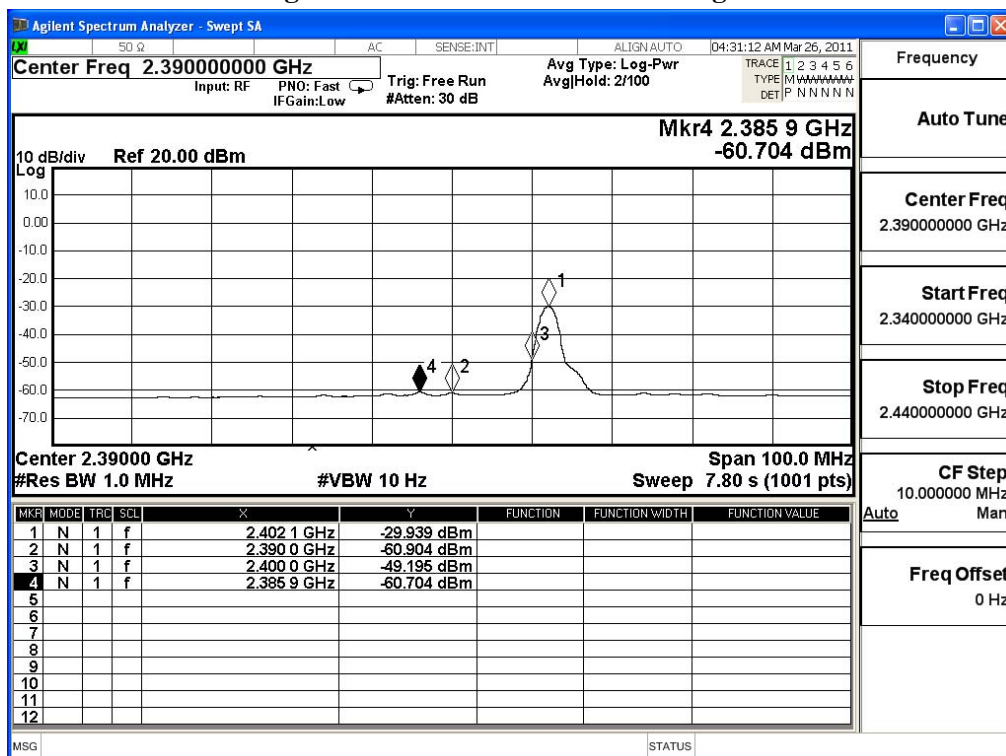 Agilent Spectrum Analyzer - Swept SA
LXI 50 Ω AC SENSE:INT ALIGN AUTO 04:31:12 AM Mar 26, 2011
Center Freq 2.390000000 GHz
Input: RF PNO: Fast IFGain:Low
Trig: Free Run
#Atten: 30 dB
Avg Type: Log-Pwr
Avg|Hold: 2/100
TRACE 1 2 3 4 5 6
TYPE M W W W W W
DET P N N N N N
Mkr4 2.385 9 GHz
-60.704 dBm
10 dB/div Ref 20.00 dBm
Log
10.0
0.00
-10.0
-20.0
-30.0
-40.0
-50.0
-60.0
-70.0
1
3
4 2
Center 2.39000 GHz Span 100.0 MHz
#Res BW 1.0 MHz #VBW 10 Hz Sweep 7.80 s (1001 pts)
MKR MODE TRC SCL X Y FUNCTION FUNCTION WIDTH FUNCTION VALUE
1 N 1 f 2.402 1 GHz -29.939 dBm
2 N 1 f 2.390 0 GHz -60.904 dBm
3 N 1 f 2.400 0 GHz -49.195 dBm
4 N 1 f 2.385 9 GHz -60.704 dBm
5
6
7
8
9
10
11
12
MSG STATUS
Frequency
Auto Tune
Center Freq
2.390000000 GHz
Start Freq
2.340000000 GHz
Stop Freq
2.440000000 GHz
CF Step
10.000000 MHz
Auto Man
Freq Offset
0 Hz